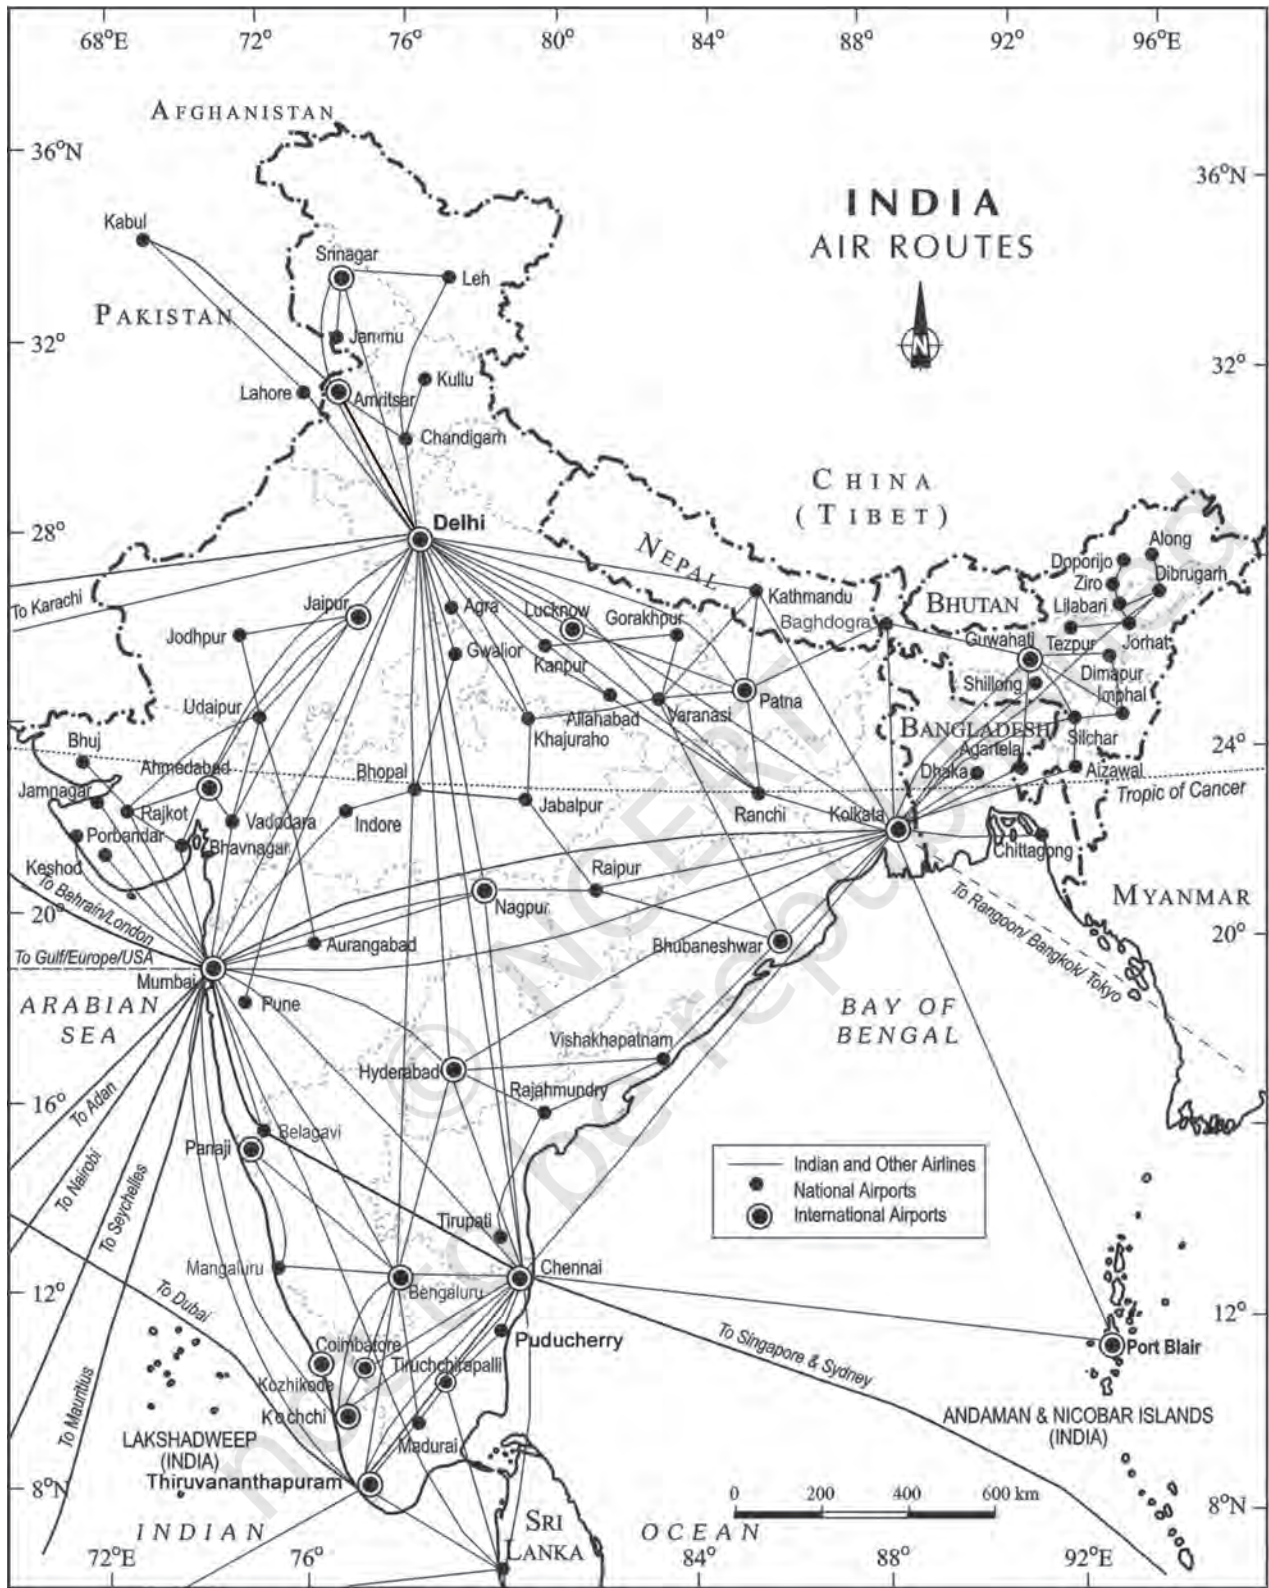 68°E 72° 76° 80° 84° 88° 92° 96°E
AFGHANISTAN
36°N
36°N
INDIA
AIR ROUTES
Kabul
Srinagar
Leh
PAKISTAN
Jammu
N
32°
32°
Kullu
Lahore
Amritsar
Chandigarh
CHINA
(TIBET)
28°
Delhi
NEPAL
Along
Doporijo
Dibrugarh
Ziro
To Karachi
Jaipur
Agra
Lucknow
Gorakhpur
Kathmandu
BHUTAN
Lilabari
Baghdogra
Jodhpur
Gwalior
Kanpur
Guwahati
Tezpur
Jorhat
Dimapur
Shillong
Imphal
Udaipur
Allahabad
Varanasi
Patna
BANGLADESH
Silchar
Khajuraho
Agartela
24°
Bhuj
Ahmedabad
Bhopal
Dhaka
Aizawal
Jamnagar
Rajkot
Vadodara
Indore
Jabalpur
Ranchi
Kolkata
Tropic of Cancer
Porbandar
Bhavnagar
Chittagong
Keshod
Raipur
To Bahrain/London
Nagpur
MYANMAR
20°
20°
To Rangoon/ Bangkok/ Tokyo
Aurangabad
Bhubaneshwar
To Gulf/Europe/USA
Mumbai
ARABIAN
SEA
Pune
BAY OF
BENGAL
Vishakhapatnam
Hyderabad
Rajahmundry
16°
16°
To Adan
Belagavi
Panaji
To Nairobi
To Seychelles
Indian and Other Airlines
National Airports
International Airports
Tirupati
Mangaluru
Bengaluru
Chennai
12°
12°
To Dubai
Puducherry
To Singapore & Sydney
Port Blair
Coimbatore
Tiruchchirapalli
Kozhikode
To Mauritius
Kochchi
Madurai
ANDAMAN & NICOBAR ISLANDS
(INDIA)
LAKSHADWEEP
(INDIA)
Thiruvananthapuram
8°N
8°N
0 200 400 600 km
INDIAN
SRI
LANKA
OCEAN
72°E 76° 84° 88° 92°E
© NCERT
not to be republished